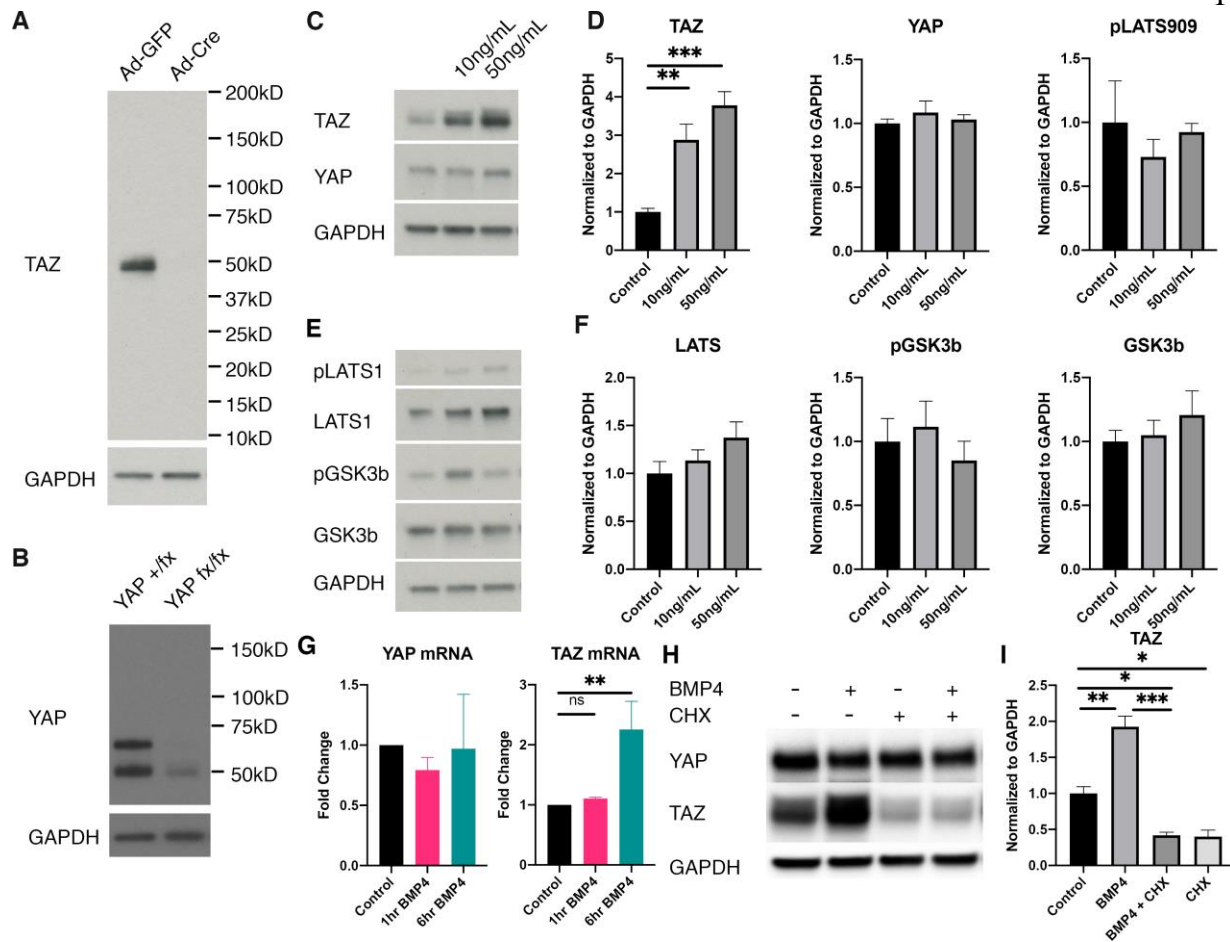 A
Ad-GFP
Ad-Cre
200kD
150kD
100kD
75kD
TAZ
50kD
37kD
25kD
20kD
15kD
10kD
GAPDH
B
YAP +/fx
YAP fx/fx
150kD
100kD
YAP
75kD
50kD
GAPDH
C
10ng/mL
50ng/mL
TAZ
YAP
GAPDH
D
TAZ
Normalized to GAPDH
5
4
3
2
1
0
***
**
Control
10ng/mL
50ng/mL
YAP
Normalized to GAPDH
1.5
1.0
0.5
0.0
Control
10ng/mL
50ng/mL
pLATS909
Normalized to GAPDH
1.5
1.0
0.5
0.0
Control
10ng/mL
50ng/mL
E
pLATS1
LATS1
pGSK3b
GSK3b
GAPDH
F
LATS
Normalized to GAPDH
2.0
1.5
1.0
0.5
0.0
Control
10ng/mL
50ng/mL
pGSK3b
Normalized to GAPDH
1.5
1.0
0.5
0.0
Control
10ng/mL
50ng/mL
GSK3b
Normalized to GAPDH
1.5
1.0
0.5
0.0
Control
10ng/mL
50ng/mL
G
YAP mRNA
Fold Change
1.5
1.0
0.5
0.0
Control
1hr BMP4
6hr BMP4
TAZ mRNA
Fold Change
3
2
1
0
**
ns
Control
1hr BMP4
6hr BMP4
H
BMP4 - + - +
CHX - - + +
YAP
TAZ
GAPDH
I
TAZ
Normalized to GAPDH
2.5
2.0
1.5
1.0
0.5
0.0
*
*
** ***
Control
BMP4
BMP4 + CHX
CHX